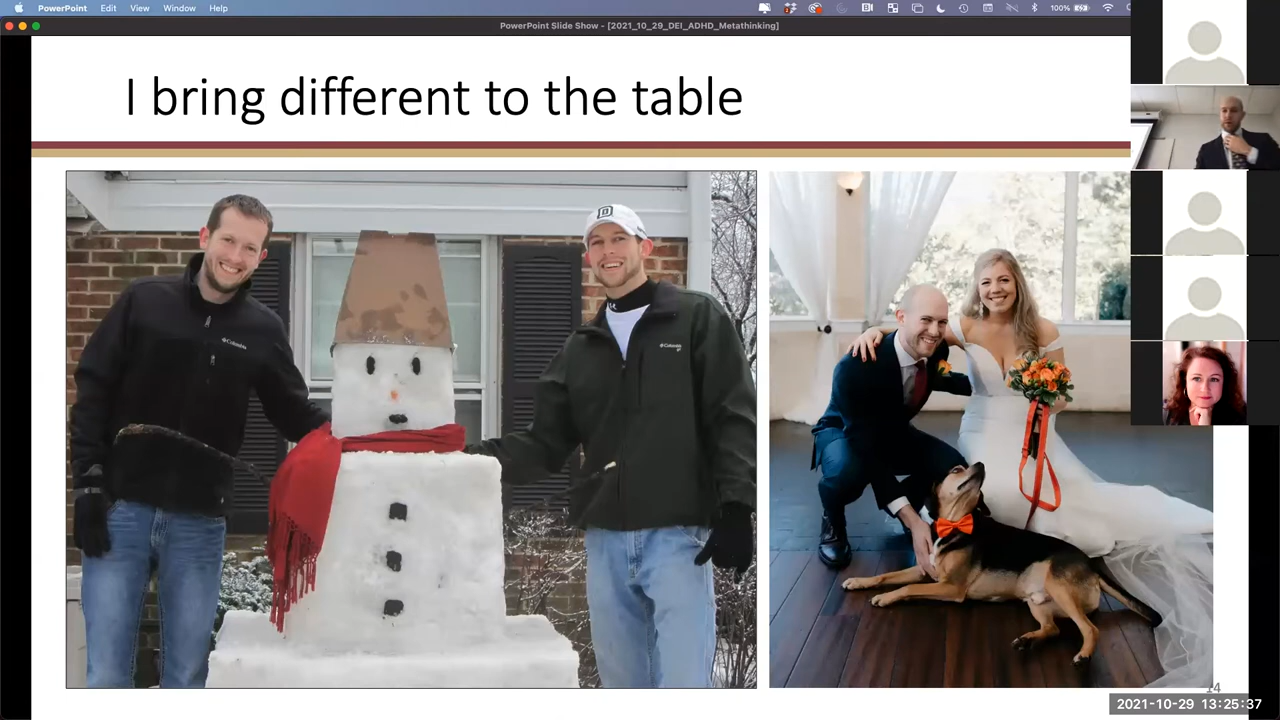 PowerPoint Edit View Window Help
100%
PowerPoint Slide Show - [2021_10_29_DEI_ADHD_Metathinking]
I bring different to the table
D
Columbia
Columbia
14
2021-10-29 13:25:37